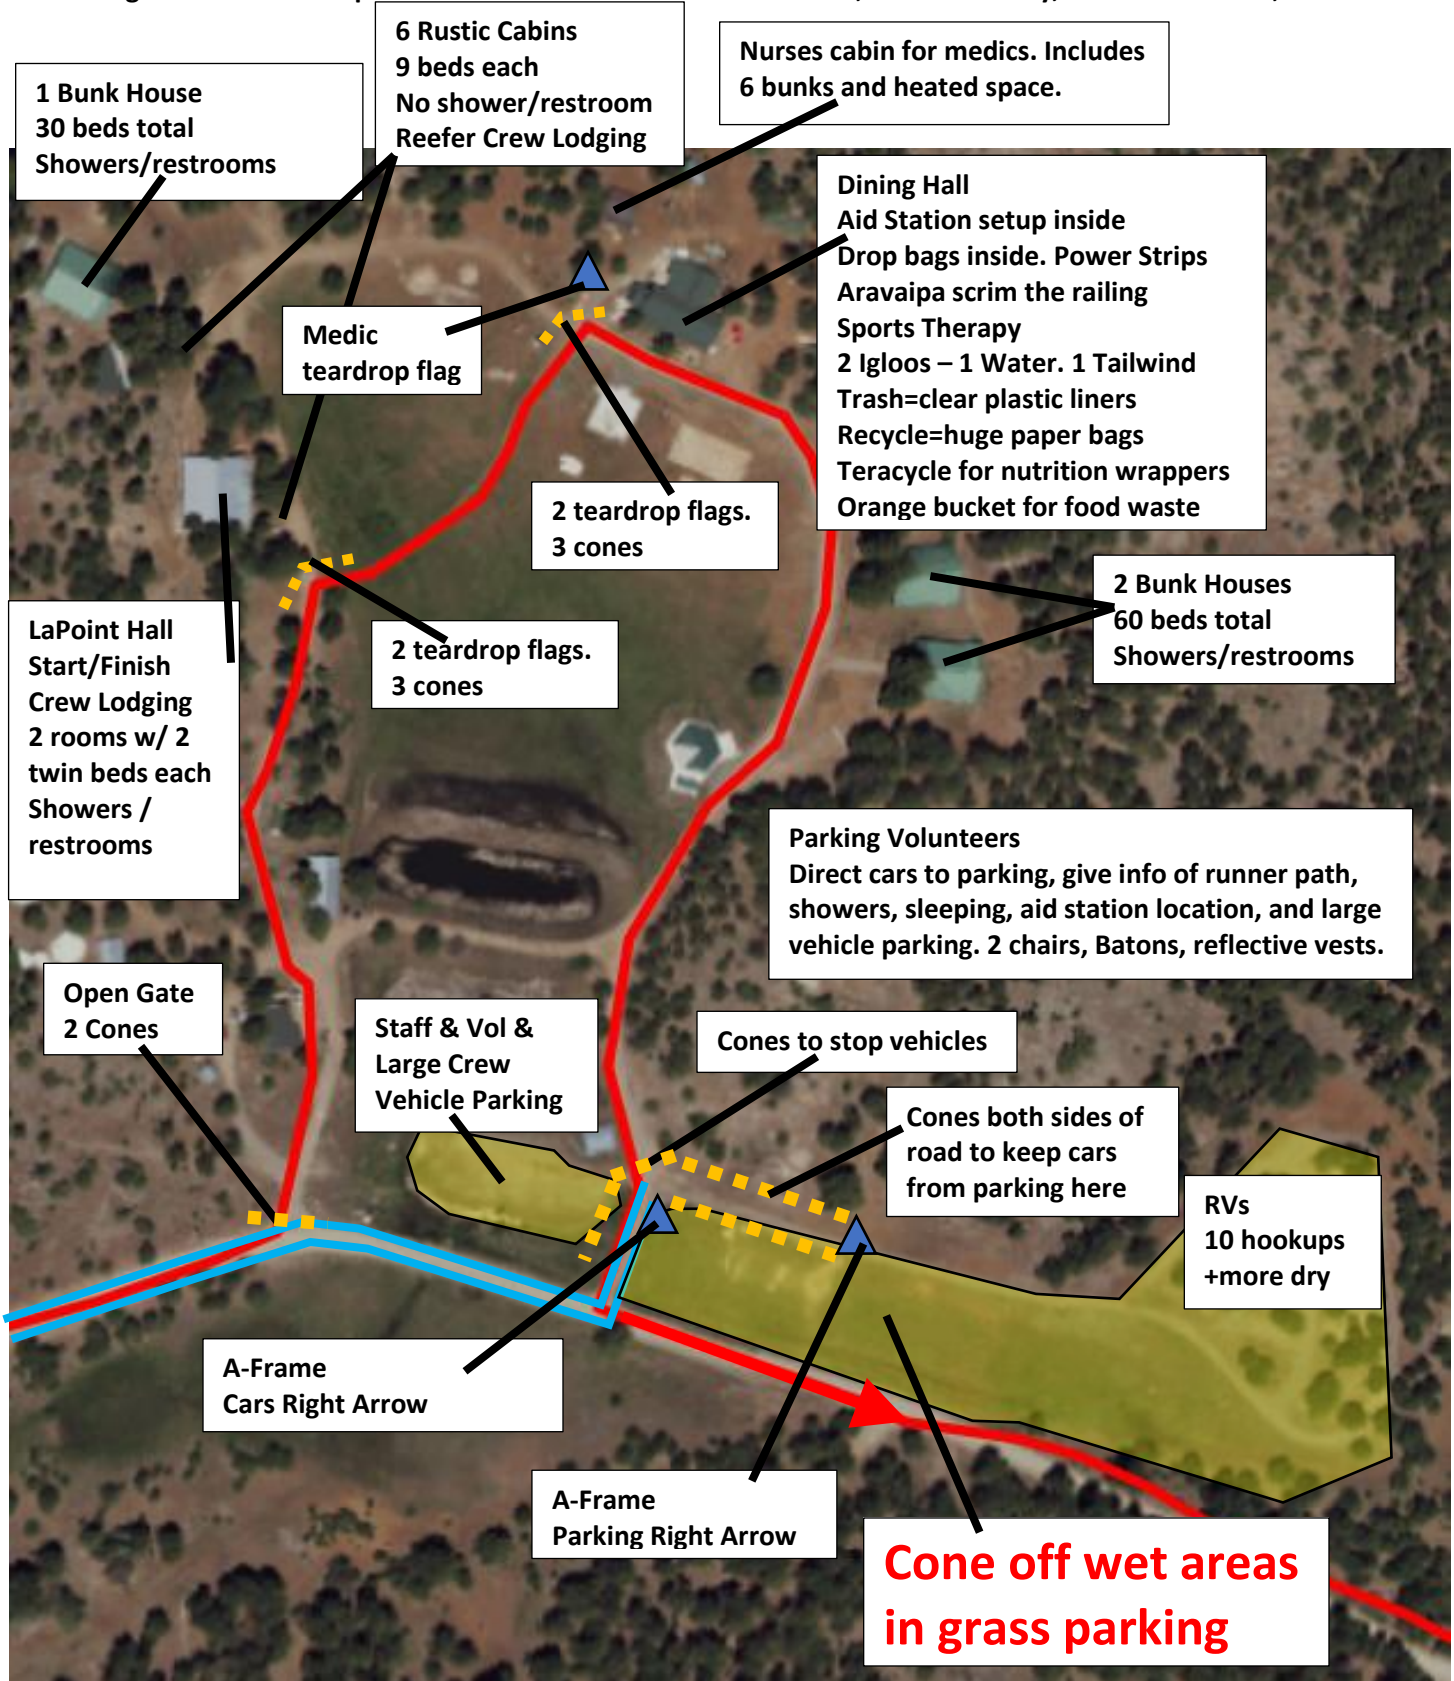 6 Rustic Cabins
9 beds each
No shower/restroom
Reefer Crew Lodging
Nurses cabin for medics. Includes
6 bunks and heated space.
1 Bunk House
30 beds total
Showers/restrooms
Dining Hall
Aid Station setup inside
Drop bags inside. Power Strips
Aravaipa scrim the railing
Sports Therapy
2 Igloos – 1 Water. 1 Tailwind
Trash=clear plastic liners
Recycle=huge paper bags
Teracycle for nutrition wrappers
Orange bucket for food waste
Medic
teardrop flag
2 teardrop flags.
3 cones
2 Bunk Houses
60 beds total
Showers/restrooms
LaPoint Hall
Start/Finish
Crew Lodging
2 rooms w/ 2
twin beds each
Showers /
restrooms
2 teardrop flags.
3 cones
Parking Volunteers
Direct cars to parking, give info of runner path,
showers, sleeping, aid station location, and large
vehicle parking. 2 chairs, Batons, reflective vests.
Open Gate
2 Cones
Staff & Vol &
Large Crew
Vehicle Parking
Cones to stop vehicles
Cones both sides of
road to keep cars
from parking here
RVs
10 hookups
+more dry
A-Frame
Cars Right Arrow
A-Frame
Parking Right Arrow
Cone off wet areas
in grass parking